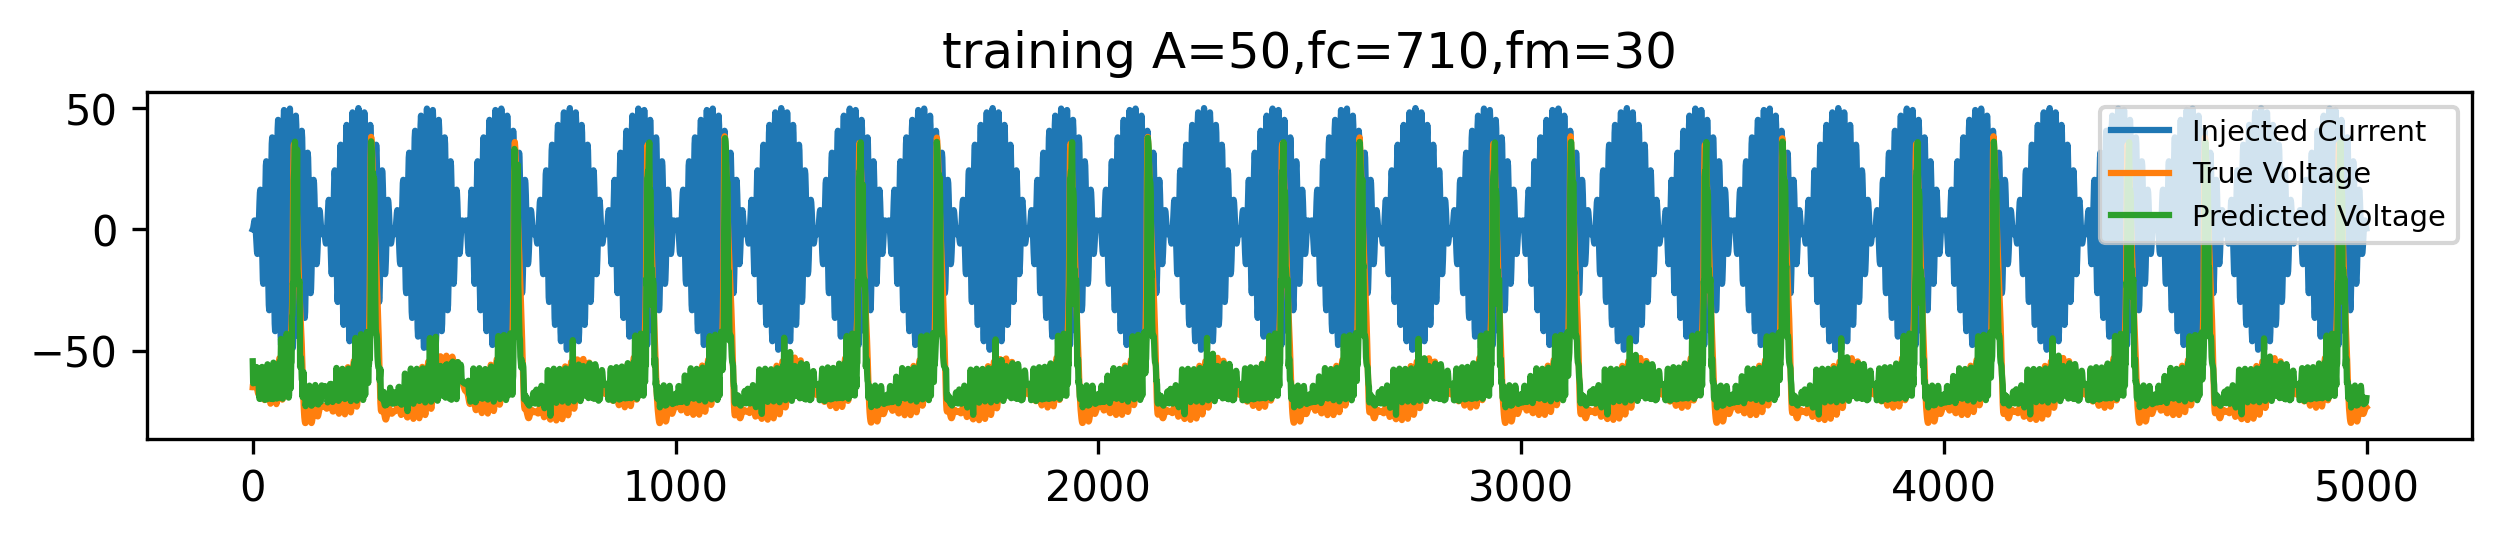 training A=50,fc=710,fm=30
50
0
−50
Injected Current
True Voltage
Predicted Voltage
0 1000 2000 3000 4000 5000